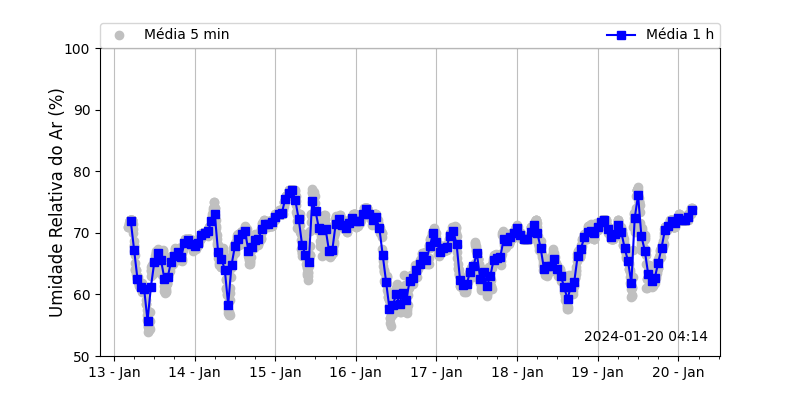 Média 5 min Média 1 h
100
90
80
70
60
50
Umidade Relativa do Ar (%)
2024-01-20 04:14
13 - Jan 14 - Jan 15 - Jan 16 - Jan 17 - Jan 18 - Jan 19 - Jan 20 - Jan